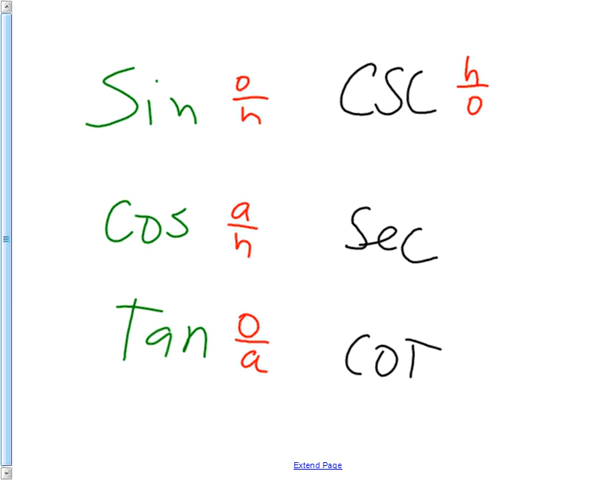 Sin o/h CSC h/o
Cos a/h Sec
Tan O/a COT
Extend Page